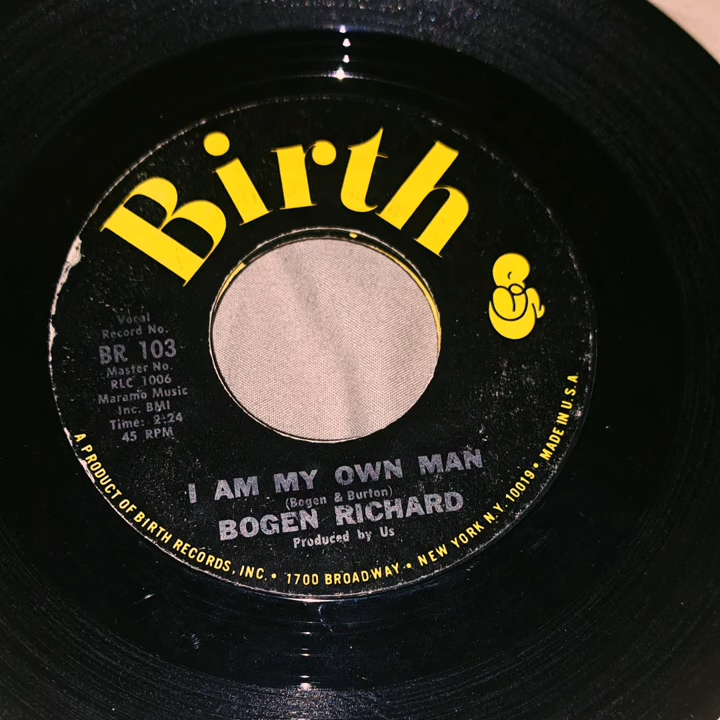 Birth
Vocal
Record No.
BR 103
Master No.
RLC 1006
Maramo Music
Inc. BMI
Time: 2:24
45 RPM
I AM MY OWN MAN
(Bogen & Burton)
BOGEN RICHARD
Produced by Us
A PRODUCT OF BIRTH RECORDS, INC. • 1700 BROADWAY • NEW YORK N.Y. 10019 • MADE IN U.S.A.